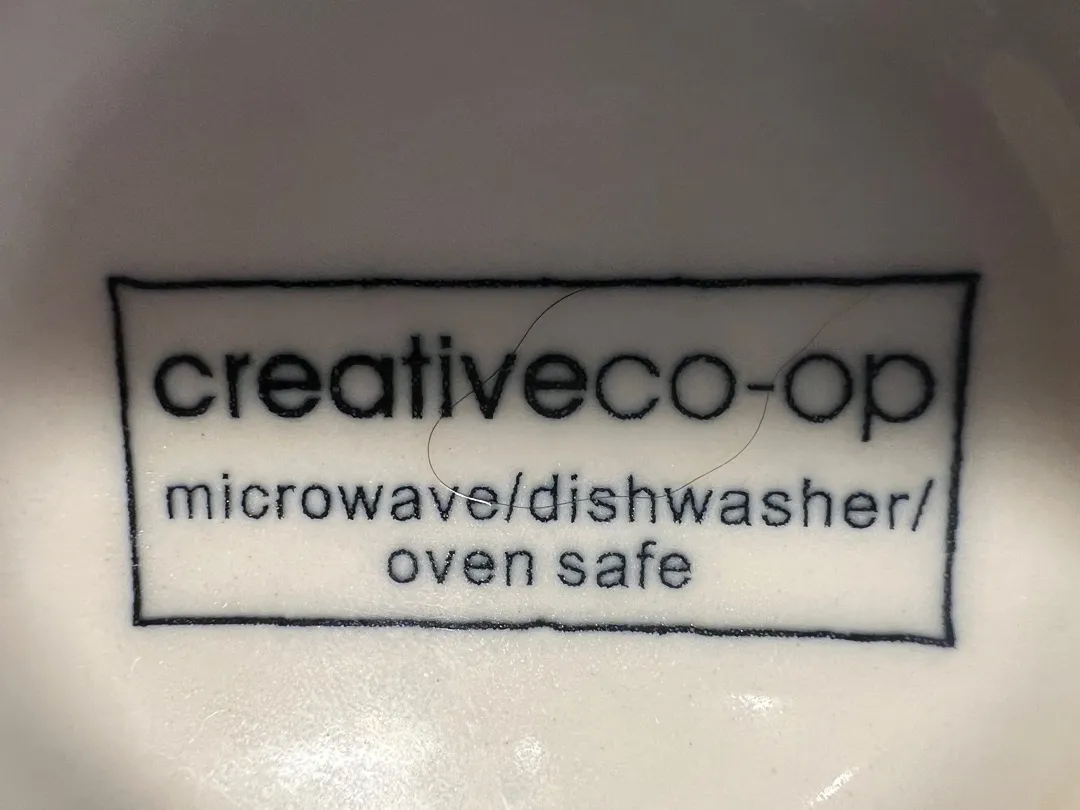 creativeco-op
microwave/dishwasher/
oven safe